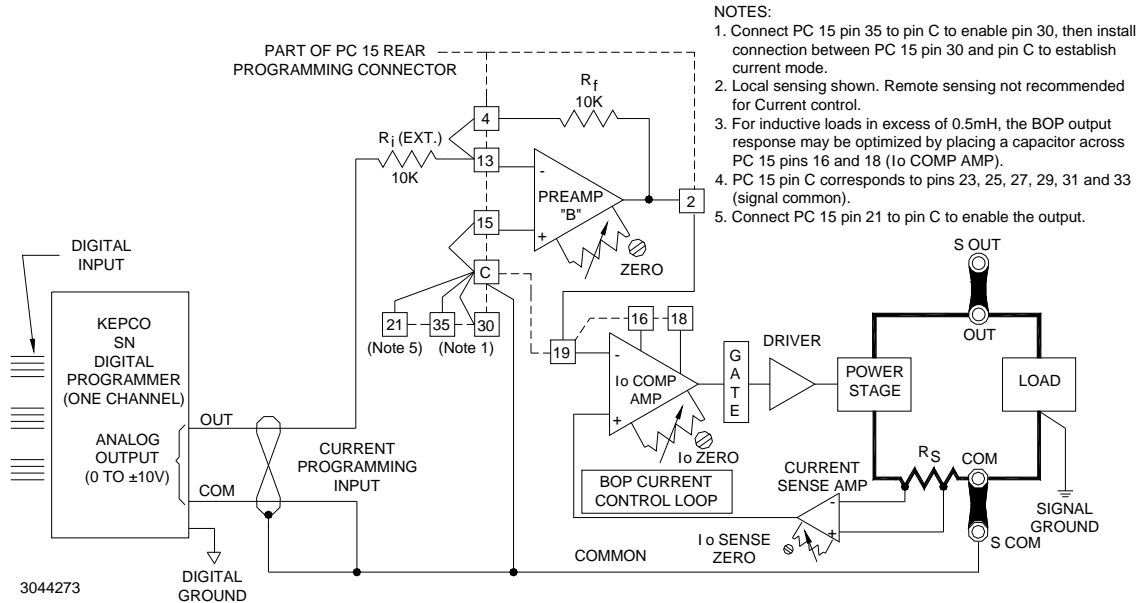 NOTES:
1. Connect PC 15 pin 35 to pin C to enable pin 30, then install
connection between PC 15 pin 30 and pin C to establish
current mode.
2. Local sensing shown. Remote sensing not recommended
for Current control.
3. For inductive loads in excess of 0.5mH, the BOP output
response may be optimized by placing a capacitor across
PC 15 pins 16 and 18 (Io COMP AMP).
4. PC 15 pin C corresponds to pins 23, 25, 27, 29, 31 and 33
(signal common).
5. Connect PC 15 pin 21 to pin C to enable the output.
PART OF PC 15 REAR
PROGRAMMING CONNECTOR
Rf
10K
4
Ri (EXT.)
10K
13
-
PREAMP
"B"
+
2
15
ZERO
C
21
35
30
(Note 5)
(Note 1)
19
16
18
-
Io COMP
AMP
+
Io ZERO
GATE
DRIVER
POWER
STAGE
S OUT
OUT
LOAD
RS
COM
S COM
SIGNAL
GROUND
CURRENT
SENSE AMP
-
+
Io SENSE
ZERO
BOP CURRENT
CONTROL LOOP
DIGITAL
INPUT
KEPCO
SN
DIGITAL
PROGRAMMER
(ONE CHANNEL)
ANALOG
OUTPUT
(0 TO ±10V)
OUT
COM
CURRENT
PROGRAMMING
INPUT
COMMON
DIGITAL
GROUND
3044273